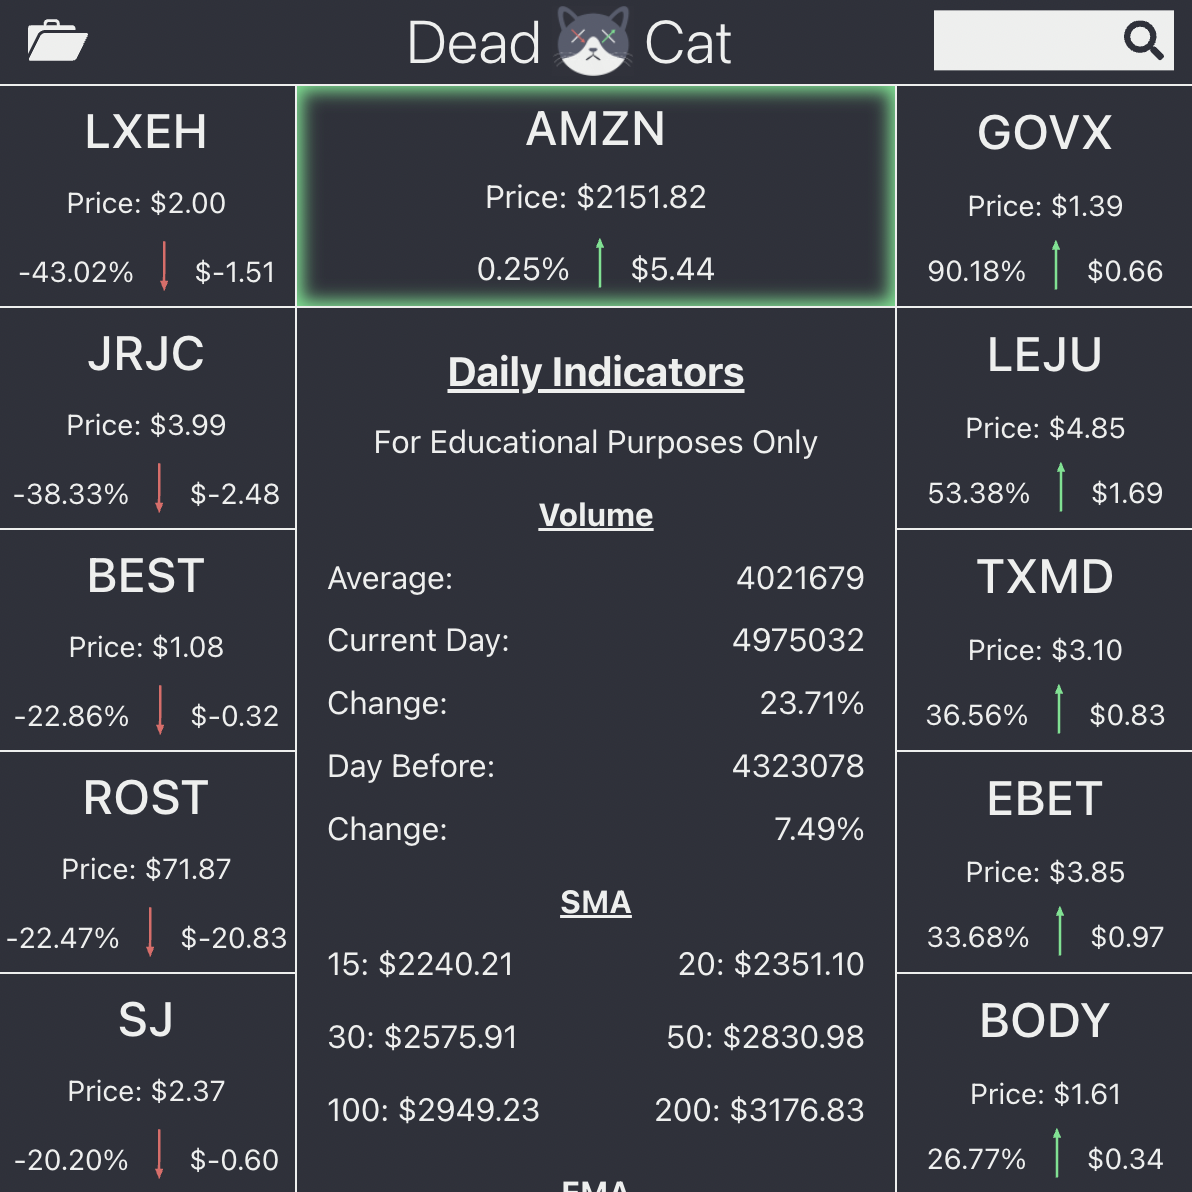 Dead Cat
LXEH
Price: $2.00
-43.02% $-1.51
JRJC
Price: $3.99
-38.33% $-2.48
BEST
Price: $1.08
-22.86% $-0.32
ROST
Price: $71.87
-22.47% $-20.83
SJ
Price: $2.37
-20.20% $-0.60
AMZN
Price: $2151.82
0.25% $5.44
Daily Indicators
For Educational Purposes Only
Volume
Average: 4021679
Current Day: 4975032
Change: 23.71%
Day Before: 4323078
Change: 7.49%
SMA
15: $2240.21 20: $2351.10
30: $2575.91 50: $2830.98
100: $2949.23 200: $3176.83
EMA
GOVX
Price: $1.39
90.18% $0.66
LEJU
Price: $4.85
53.38% $1.69
TXMD
Price: $3.10
36.56% $0.83
EBET
Price: $3.85
33.68% $0.97
BODY
Price: $1.61
26.77% $0.34